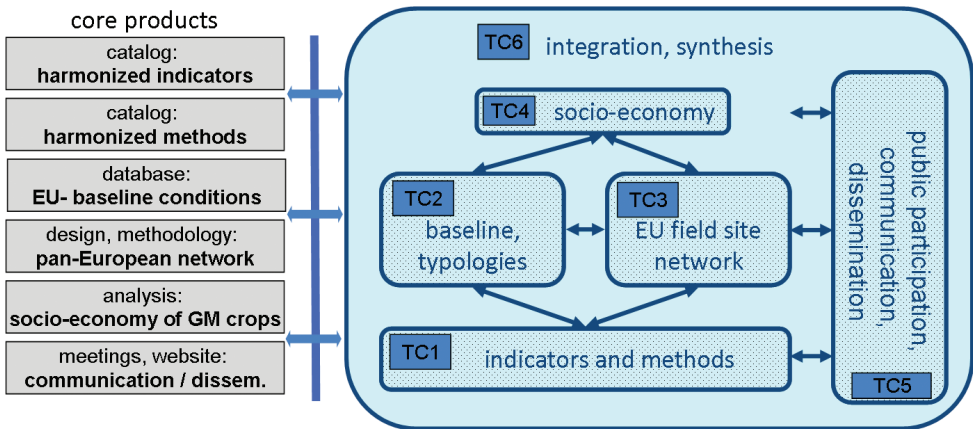 core products
catalog:
harmonized indicators
catalog:
harmonized methods
database:
EU- baseline conditions
design, methodology:
pan-European network
analysis:
socio-economy of GM crops
meetings, website:
communication / dissem.
TC6
integration, synthesis
TC4
socio-economy
TC2
baseline,
typologies
TC3
EU field site
network
TC1
indicators and methods
public participation,
communication,
dissemination
TC5